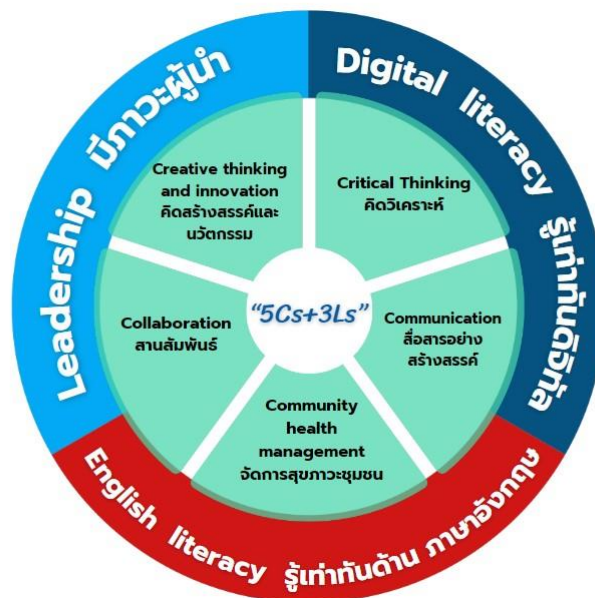 Leadership มีภาวะผู้นำ
Digital literacy รู้เท่าทันดิจิทัล
Creative thinking
and innovation
คิดสร้างสรรค์และ
นวัตกรรม
Critical Thinking
คิดวิเคราะห์
"5Cs+3Ls"
Collaboration
สานสัมพันธ์
Communication
สื่อสารอย่าง
สร้างสรรค์
Community
health
management
จัดการสุขภาวะชุมชน
English literacy รู้เท่าทันด้าน ภาษาอังกฤษ